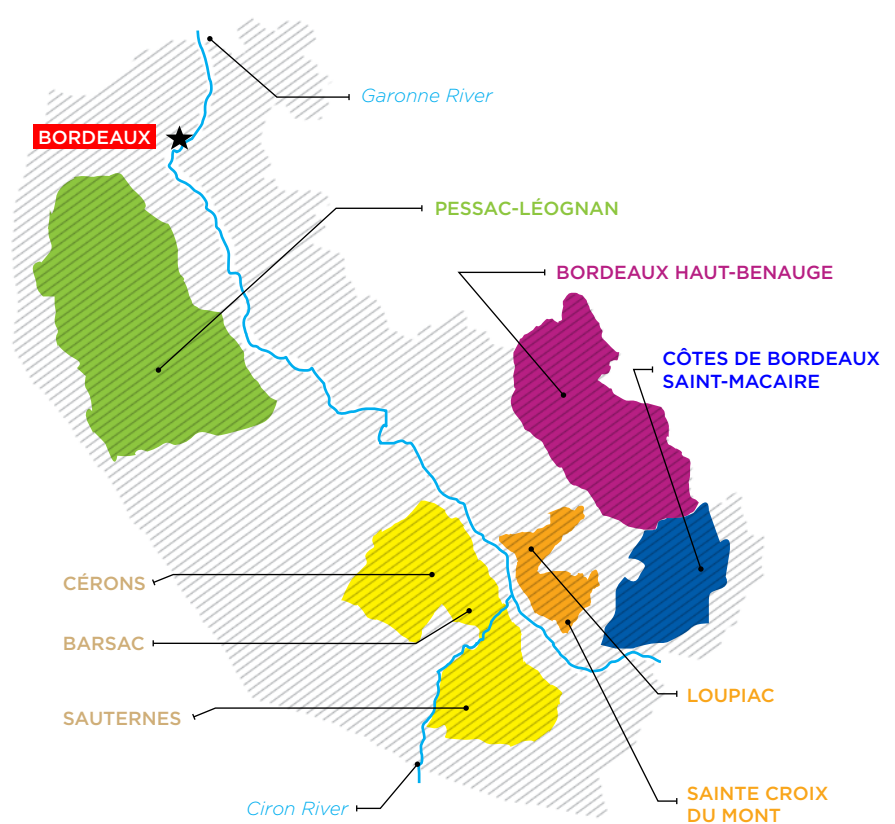 Garonne River
BORDEAUX
PESSAC-LÉOGNAN
BORDEAUX HAUT-BENAUGE
CÔTES DE BORDEAUX
SAINT-MACAIRE
CÉRONS
BARSAC
SAUTERNES
LOUPIAC
SAINTE CROIX
DU MONT
Ciron River